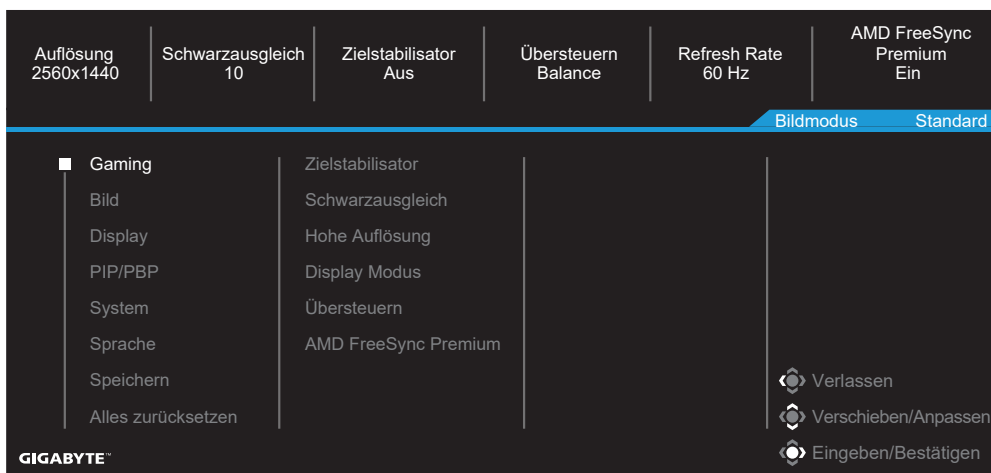 Auflösung
2560x1440
Schwarzausgleich
10
Zielstabilisator
Aus
Übersteuern
Balance
Refresh Rate
60 Hz
AMD FreeSync
Premium
Ein
Bildmodus Standard
Gaming
Bild
Display
PIP/PBP
System
Sprache
Speichern
Alles zurücksetzen
Zielstabilisator
Schwarzausgleich
Hohe Auflösung
Display Modus
Übersteuern
AMD FreeSync Premium
Verlassen
Verschieben/Anpassen
Eingeben/Bestätigen
GIGABYTE™